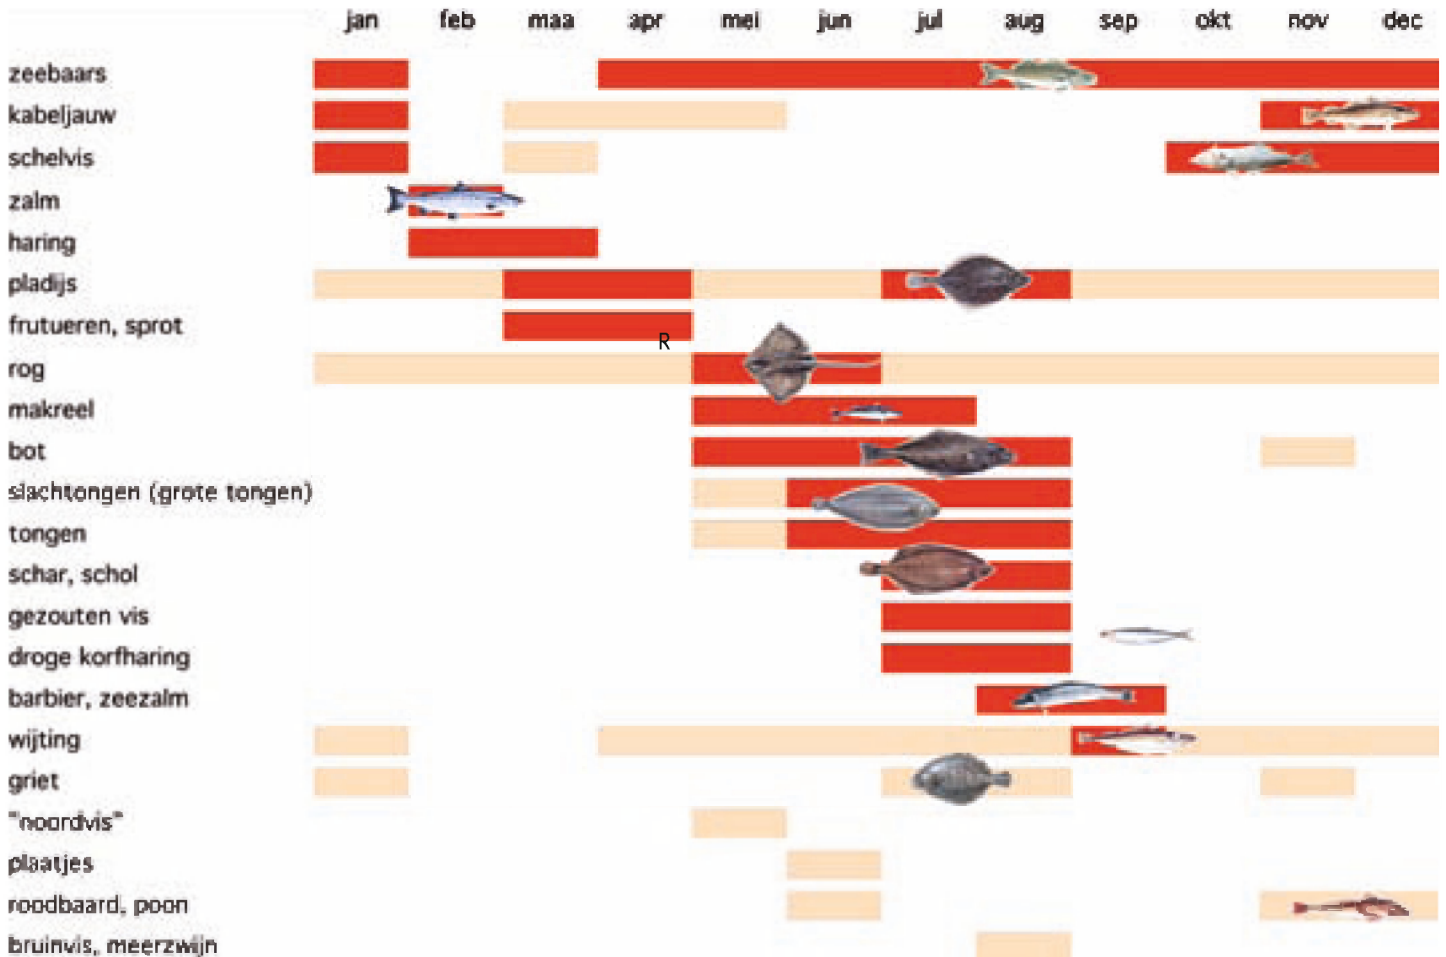 jan feb maa apr mei jun jul aug sep okt nov dec
zeebaars
kabeljauw
schelvis
zalm
haring
pladijs
frutueren, sprot
R
rog
makreel
bot
slachtongen (grote tongen)
tongen
schar, schol
gezouten vis
droge korfharing
barbier, zeezalm
wijting
griet
"noordvis"
plaatjes
roodbaard, poon
bruinvis, meerzwijn